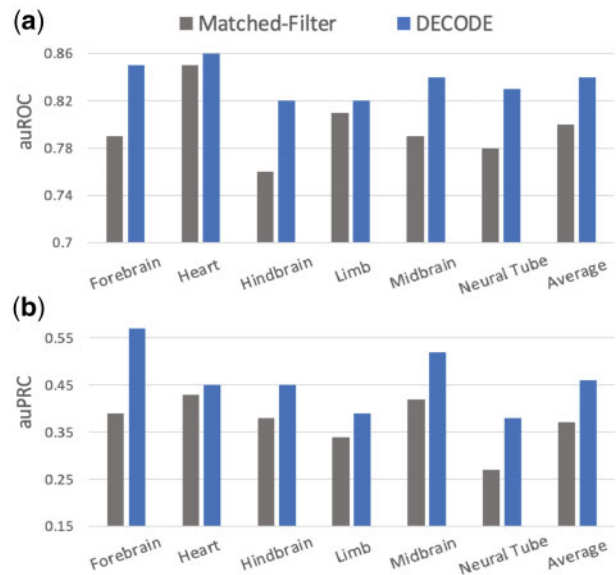 (a) Matched-Filter DECODE
0.86
0.82
0.78
0.74
0.7
auROC
Forebrain Heart Hindbrain Limb Midbrain Neural Tube Average
(b)
0.55
0.45
0.35
0.25
0.15
auPRC
Forebrain Heart Hindbrain Limb Midbrain Neural Tube Average